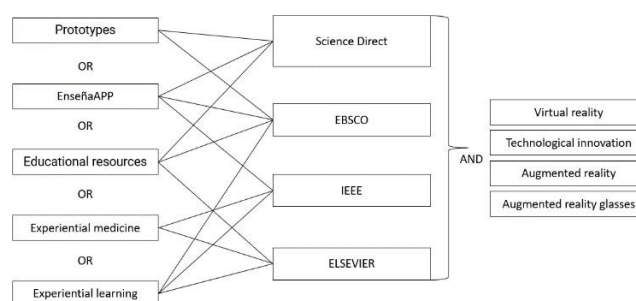 Prototypes
OR
EnseñaAPP
OR
Educational resources
OR
Experiential medicine
OR
Experiential learning
Science Direct
EBSCO
IEEE
ELSEVIER
AND
Virtual reality
Technological innovation
Augmented reality
Augmented reality glasses